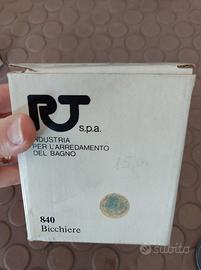 RT s.p.a.
INDUSTRIA
PER L'ARREDAMENTO
DEL BAGNO
840
Bicchiere
subito